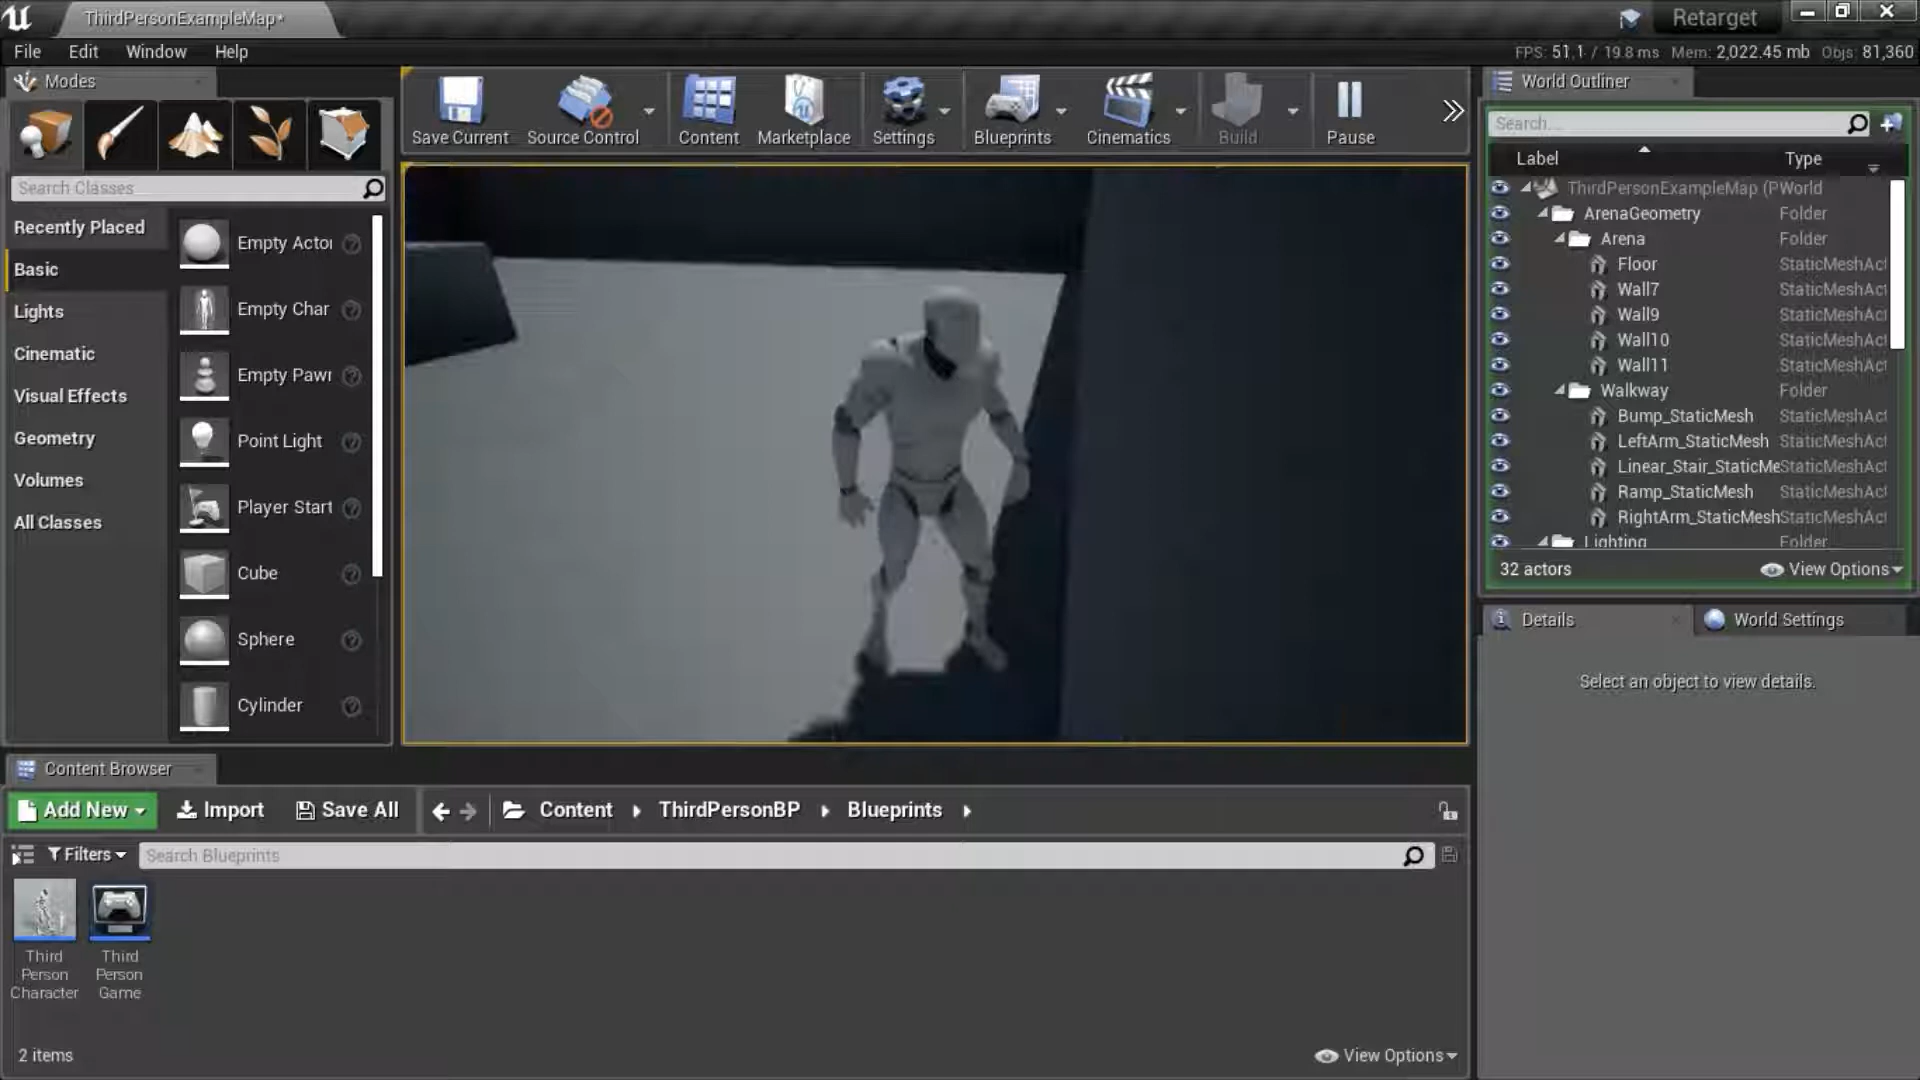 ThirdPersonExampleMap*
Retarget
File Edit Window Help
FPS: 51,1 / 19.8 ms Mem: 2,022.45 mb Objs: 81,360
Modes
Search Classes
Recently Placed
Basic
Lights
Cinematic
Visual Effects
Geometry
Volumes
All Classes
Empty Actor
Empty Char
Empty Pawn
Point Light
Player Start
Cube
Sphere
Cylinder
Save Current Source Control Content Marketplace Settings Blueprints Cinematics Build Pause
World Outliner
Search...
Label Type
ThirdPersonExampleMap (P World
ArenaGeometry Folder
Arena Folder
Floor StaticMeshAct
Wall7 StaticMeshAct
Wall9 StaticMeshAct
Wall10 StaticMeshAct
Wall11 StaticMeshAct
Walkway Folder
Bump_StaticMesh StaticMeshAct
LeftArm_StaticMesh StaticMeshAct
Linear_Stair_StaticMe StaticMeshAct
Ramp_StaticMesh StaticMeshAct
RightArm_StaticMesh StaticMeshAct
Lighting Folder
32 actors View Options
Details World Settings
Select an object to view details.
Content Browser
Add New Import Save All Content ThirdPersonBP Blueprints
Filters Search Blueprints
Third Person Character
Third Person Game
2 items View Options